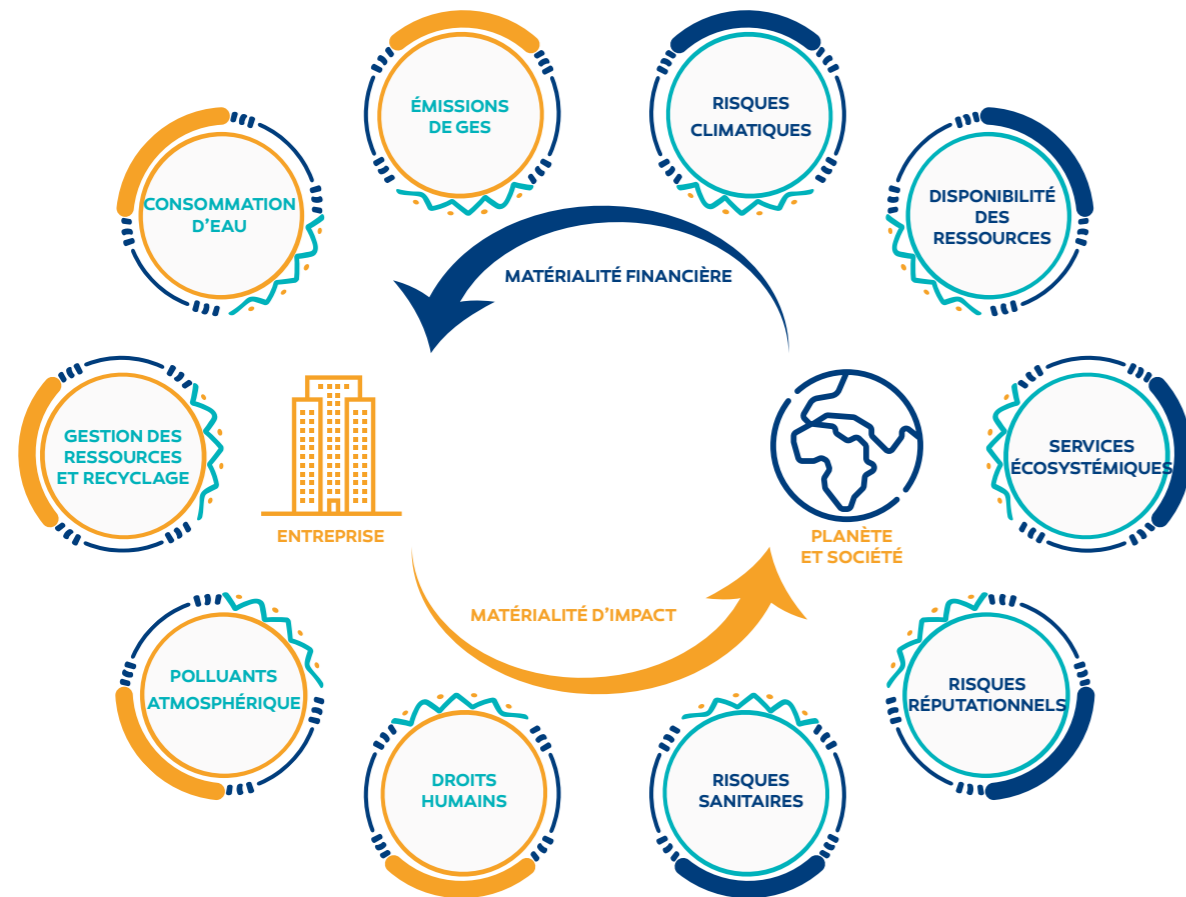 ÉMISSIONS
DE GES
RISQUES
CLIMATIQUES
CONSOMMATION
D'EAU
DISPONIBILITÉ
DES
RESSOURCES
MATÉRIALITÉ FINANCIÈRE
GESTION DES
RESSOURCES
ET RECYCLAGE
SERVICES
ÉCOSYSTÉMIQUES
ENTREPRISE
PLANÈTE
ET SOCIÉTÉ
MATÉRIALITÉ D'IMPACT
POLLUANTS
ATMOSPHÉRIQUE
RISQUES
RÉPUTATIONNELS
DROITS
HUMAINS
RISQUES
SANITAIRES